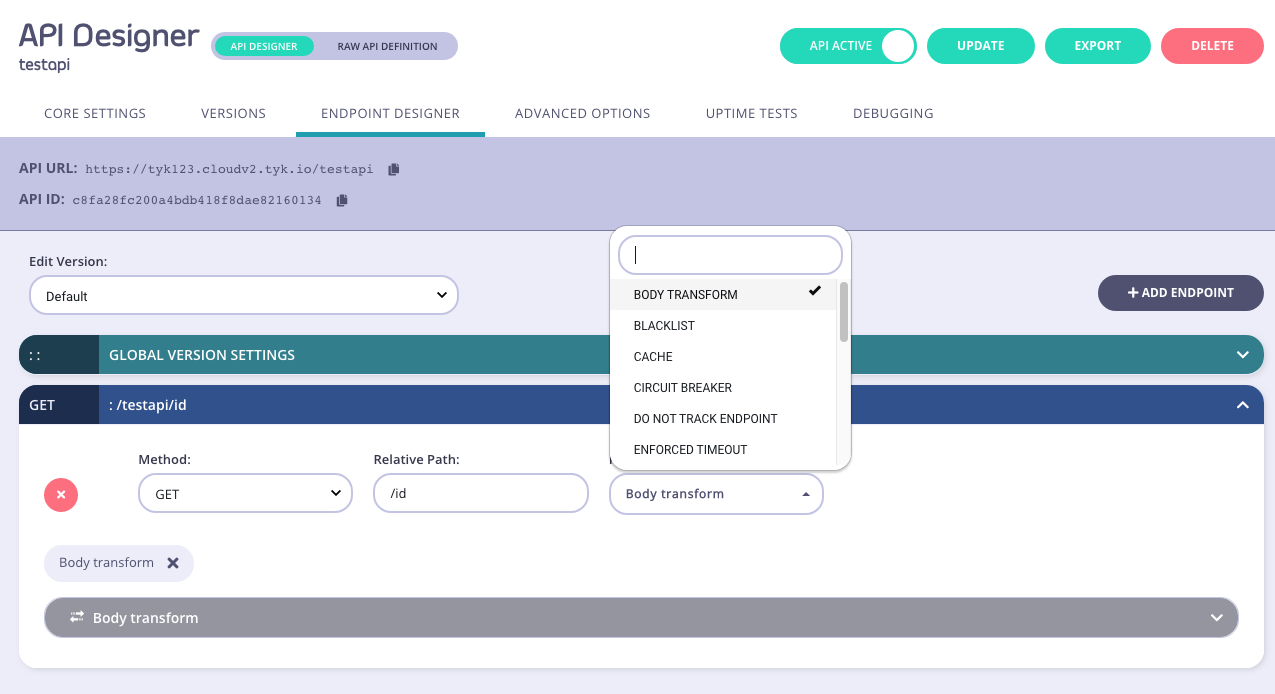 API Designer
testapi
API DESIGNER
RAW API DEFINITION
API ACTIVE
UPDATE
EXPORT
DELETE
CORE SETTINGS
VERSIONS
ENDPOINT DESIGNER
ADVANCED OPTIONS
UPTIME TESTS
DEBUGGING
API URL: https://tyk123.cloudv2.tyk.io/testapi
API ID: c8fa28fc200a4bdb418f8dae82160134
Edit Version:
Default
+ ADD ENDPOINT
BODY TRANSFORM
BLACKLIST
CACHE
CIRCUIT BREAKER
DO NOT TRACK ENDPOINT
ENFORCED TIMEOUT
: : GLOBAL VERSION SETTINGS
GET : /testapi/id
Method:
Relative Path:
GET
/id
Body transform
Body transform
Body transform